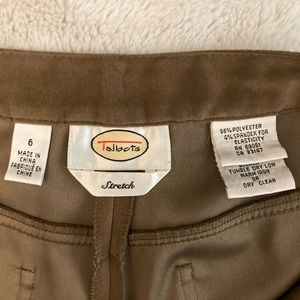 6
MADE IN
CHINA
FABRIQUÉ EN
CHINE
Talbots
Stretch
96% POLYESTER
4% SPANDEX FOR
ELASTICITY
TUMBLE DRY LOW
WARM IRON
OR
DRY CLEAN